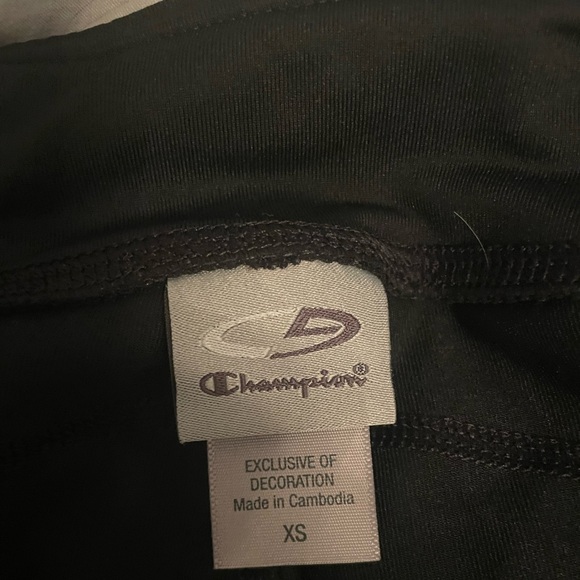 Champion®
EXCLUSIVE OF
DECORATION
Made in Cambodia
XS